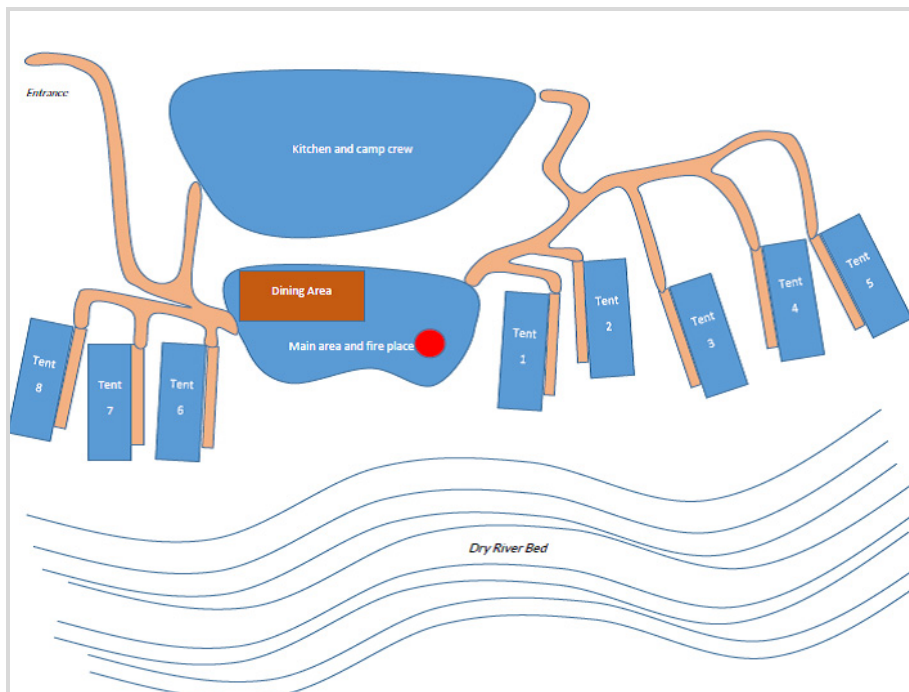 Entrance
Kitchen and camp crew
Dining Area
Main area and fire place
Tent
1
Tent
2
Tent
3
Tent
4
Tent
5
Tent
6
Tent
7
Tent
8
Dry River Bed